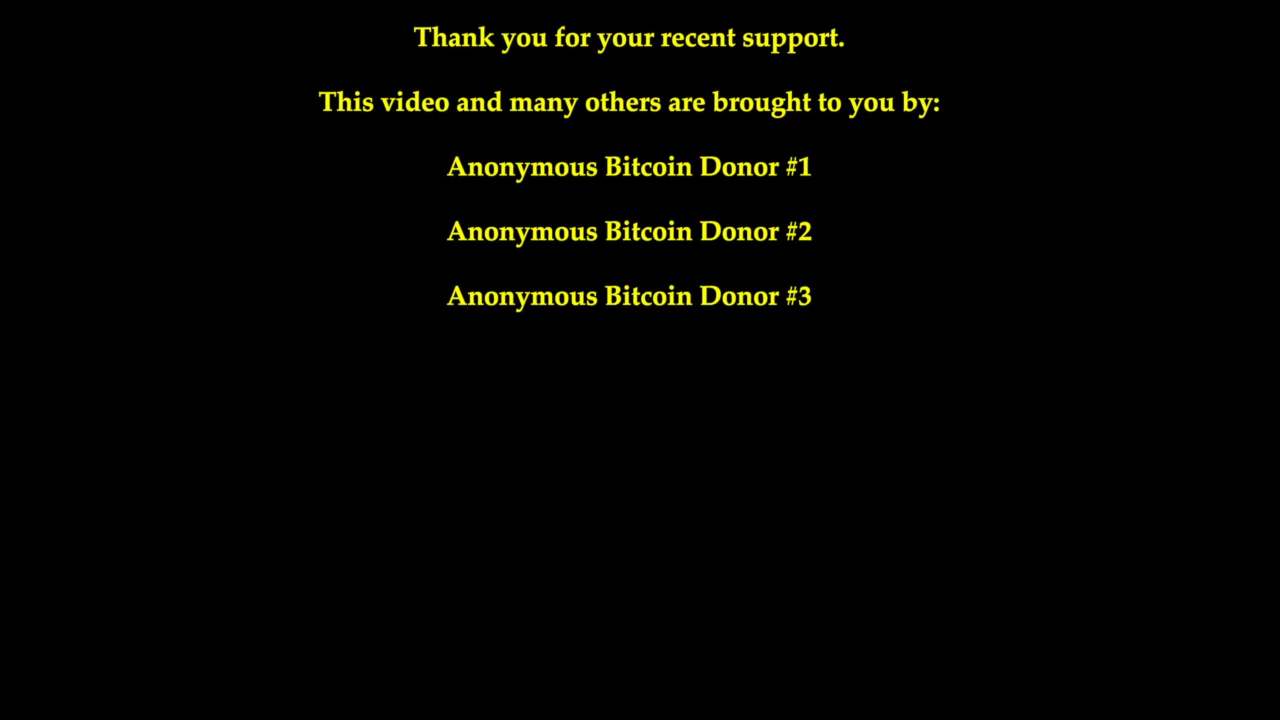 Thank you for your recent support.
This video and many others are brought to you by:
Anonymous Bitcoin Donor #1
Anonymous Bitcoin Donor #2
Anonymous Bitcoin Donor #3